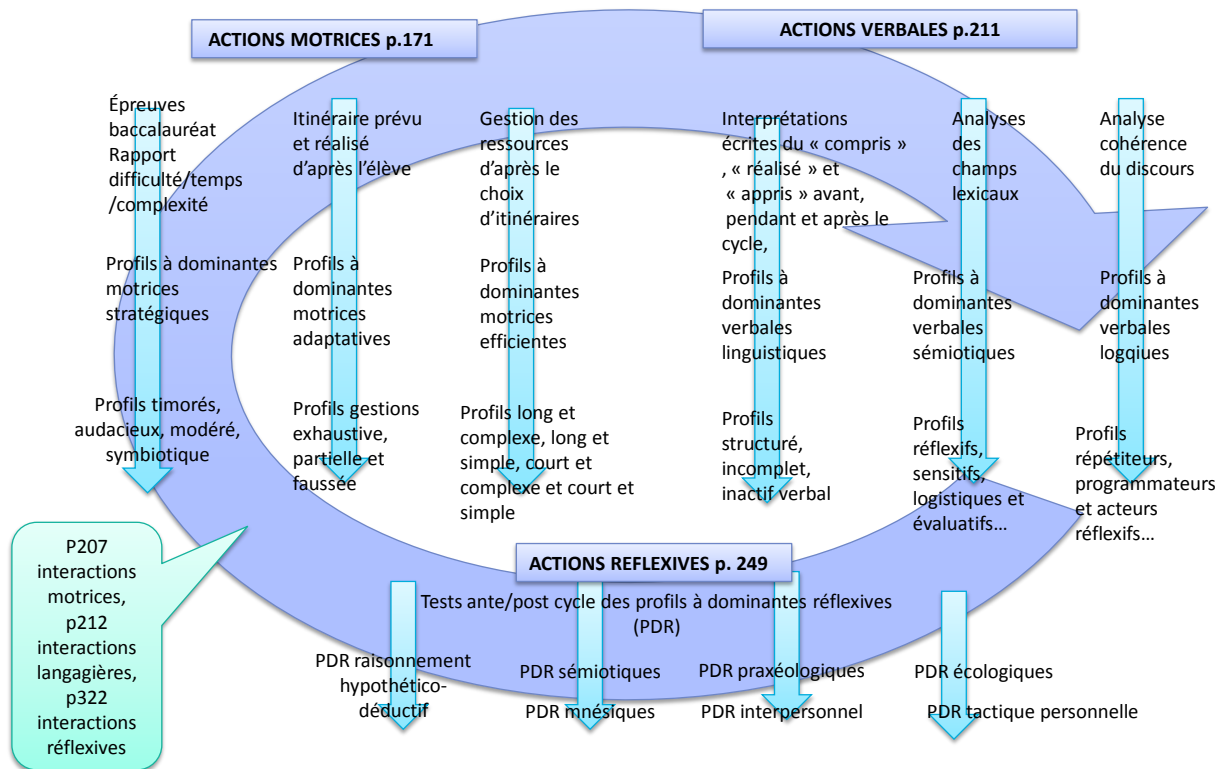 ACTIONS MOTRICES p.171
ACTIONS VERBALES p.211
Épreuves
baccalauréat
Rapport
difficulté/temps
/complexité
Itinéraire prévu
et réalisé
d'après l'élève
Gestion des
ressources
d'après le
choix
d'itinéraires
Interprétations
écrites du « compris »
, « réalisé » et
« appris » avant,
pendant et après le
cycle,
Analyses
des
champs
lexicaux
Analyse
cohérence
du discours
Profils à dominantes
motrices
stratégiques
Profils à
dominantes
motrices
adaptatives
Profils à
dominantes
motrices
efficientes
Profils à
dominantes
verbales
linguistiques
Profils à
dominantes
verbales
sémiotiques
Profils à
dominantes
verbales
logqiues
Profils timorés,
audacieux, modéré,
symbiotique
Profils gestions
exhaustive,
partielle et
faussée
Profils long et
complexe, long et
simple, court et
complexe et court et
simple
Profils
structuré,
incomplet,
inactif verbal
Profils
réflexifs,
sensitifs,
logistiques et
évaluatifs…
Profils
répétiteurs,
programmateurs
et acteurs
réflexifs…
P207
interactions
motrices,
p212
interactions
langagières,
p322
interactions
réflexives
ACTIONS REFLEXIVES p. 249
Tests ante/post cycle des profils à dominantes réflexives
(PDR)
PDR raisonnement
hypothético-
déductif
PDR sémiotiques
PDR mnésiques
PDR praxéologiques
PDR interpersonnel
PDR écologiques
PDR tactique personnelle